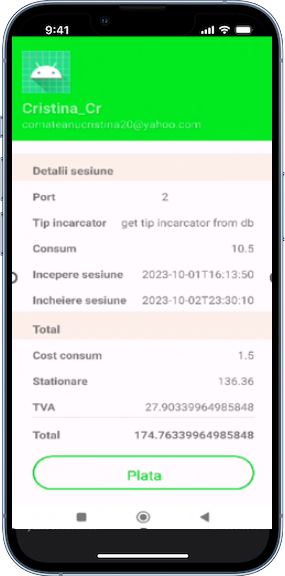 9:41
Cristina_Cr
cornateanucristina20@yahoo.com
Detalii sesiune
Port 2
Tip incarcator get tip incarcator from db
Consum 10.5
Incepere sesiune 2023-10-01T16:13:50
Incheiere sesiune 2023-10-02T23:30:10
Total
Cost consum 1.5
Stationare 136.36
TVA 27.90339964985848
Total 174.76339964985848
Plata